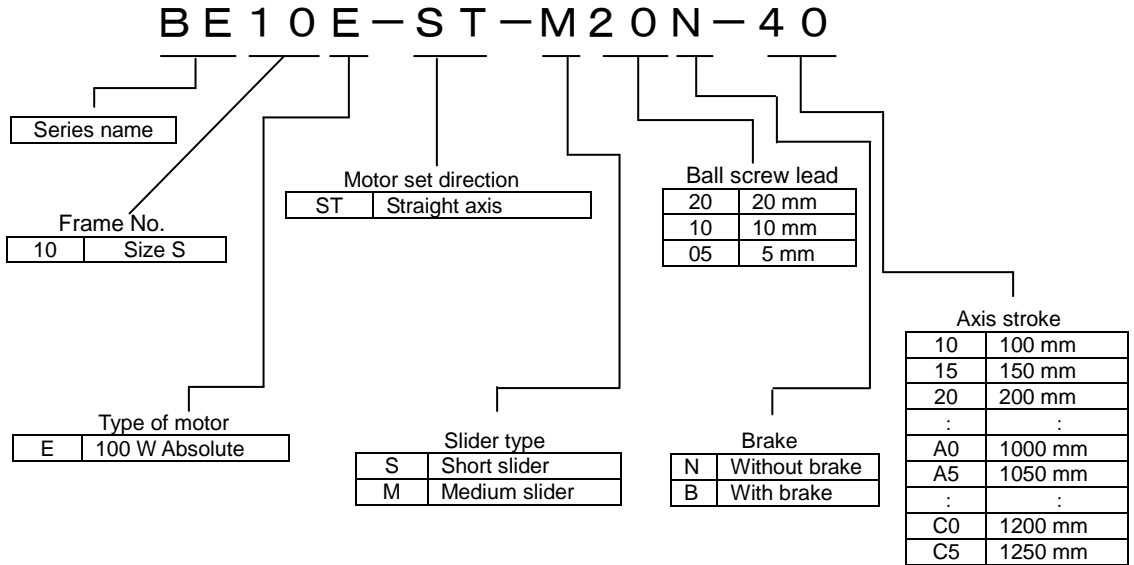 BE10E-ST-M20N-40
Series name
Frame No.
10 Size S
Type of motor
E 100 W Absolute
Motor set direction
ST Straight axis
Slider type
S Short slider
M Medium slider
Ball screw lead
20 20 mm
10 10 mm
05 5 mm
Brake
N Without brake
B With brake
Axis stroke
10 100 mm
15 150 mm
20 200 mm
: :
A0 1000 mm
A5 1050 mm
: :
C0 1200 mm
C5 1250 mm